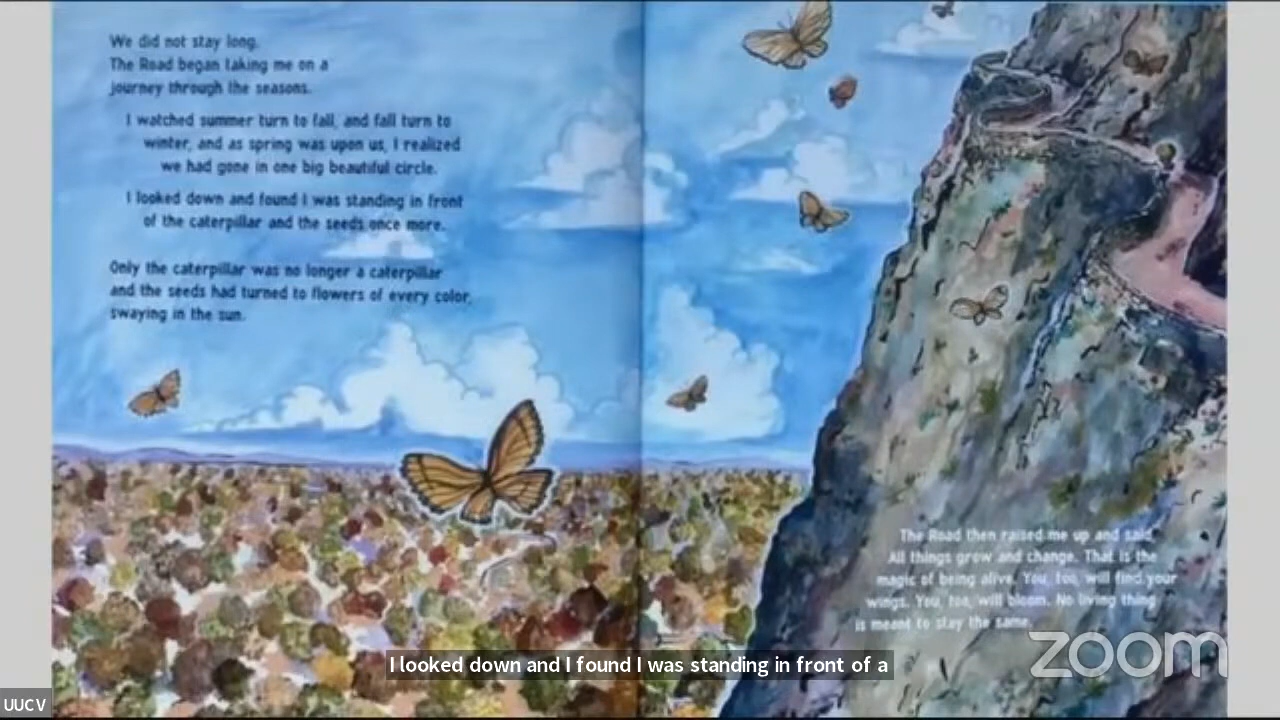 We did not stay long.
The Road began taking me on a
journey through the seasons.
I watched summer turn to fall, and fall turn to
winter, and as spring was upon us, I realized
we had gone in one big beautiful circle.
I looked down and found I was standing in front
of the caterpillar and the seeds once more.
Only the caterpillar was no longer a caterpillar
and the seeds had turned to flowers of every color,
swaying in the sun.
The Road then raised me up and said,
All things grow and change. That is the
magic of being alive. You, too, will find your
wings. You, too, will bloom. No living thing
is meant to stay the same.
zoom
I looked down and I found I was standing in front of a
UUCV